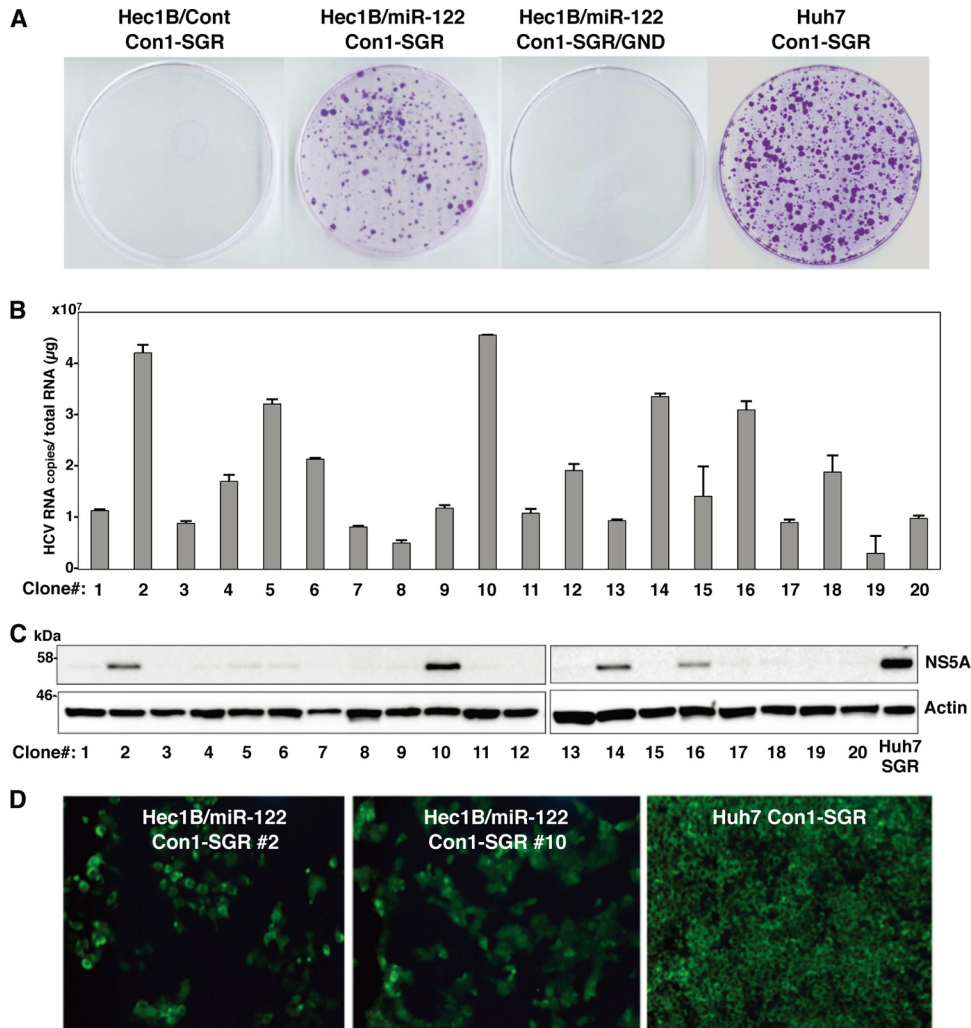 A
Hec1B/Cont
Con1-SGR
Hec1B/miR-122
Con1-SGR
Hec1B/miR-122
Con1-SGR/GND
Huh7
Con1-SGR
B
x10⁷
HCV RNA copies/ total RNA (µg)
4
3
2
1
0
Clone#: 1 2 3 4 5 6 7 8 9 10 11 12 13 14 15 16 17 18 19 20
C
kDa
58-
NS5A
46-
Actin
Clone#: 1 2 3 4 5 6 7 8 9 10 11 12 13 14 15 16 17 18 19 20 Huh7
SGR
D
Hec1B/miR-122
Con1-SGR #2
Hec1B/miR-122
Con1-SGR #10
Huh7 Con1-SGR